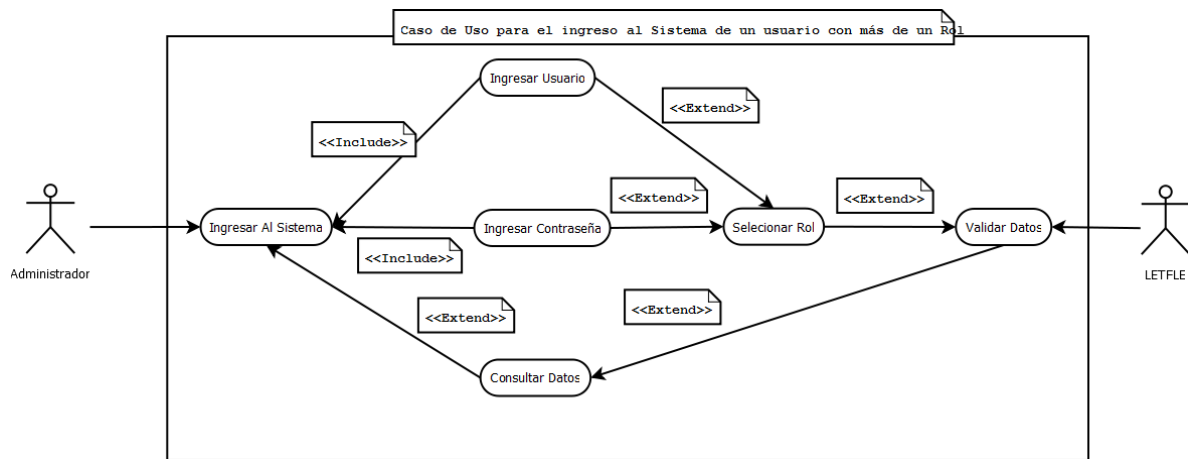 Caso de Uso para el ingreso al Sistema de un usuario con más de un Rol
Ingresar Usuario
<<Extend>>
<<Include>>
<<Extend>>
<<Extend>>
Administrador
Ingresar Al Sistema
Ingresar Contraseña
Selecionar Rol
Validar Datos
LETFLE
<<Include>>
<<Extend>>
<<Extend>>
Consultar Datos